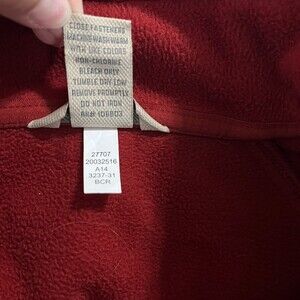 CLOSE FASTENERS
MACHINE WASH WARM
WITH LIKE COLORS
NON-CHLORINE
BLEACH ONLY
TUMBLE DRY LOW
REMOVE PROMPTLY
DO NOT IRON
27707
20032516
A14
3237-31
BCR